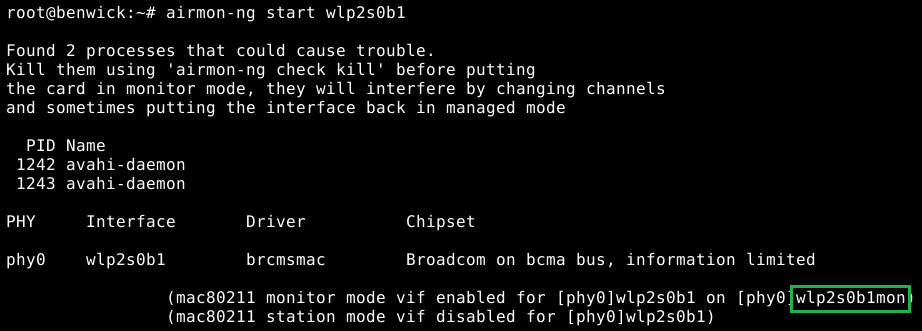 root@benwick:~# airmon-ng start wlp2s0b1
Found 2 processes that could cause trouble.
Kill them using 'airmon-ng check kill' before putting
the card in monitor mode, they will interfere by changing channels
and sometimes putting the interface back in managed mode
PID Name
1242 avahi-daemon
1243 avahi-daemon
PHY Interface Driver Chipset
phy0 wlp2s0b1 brcmsmac Broadcom on bcma bus, information limited
(mac80211 monitor mode vif enabled for [phy0]wlp2s0b1 on [phy0]wlp2s0b1mon)
(mac80211 station mode vif disabled for [phy0]wlp2s0b1)